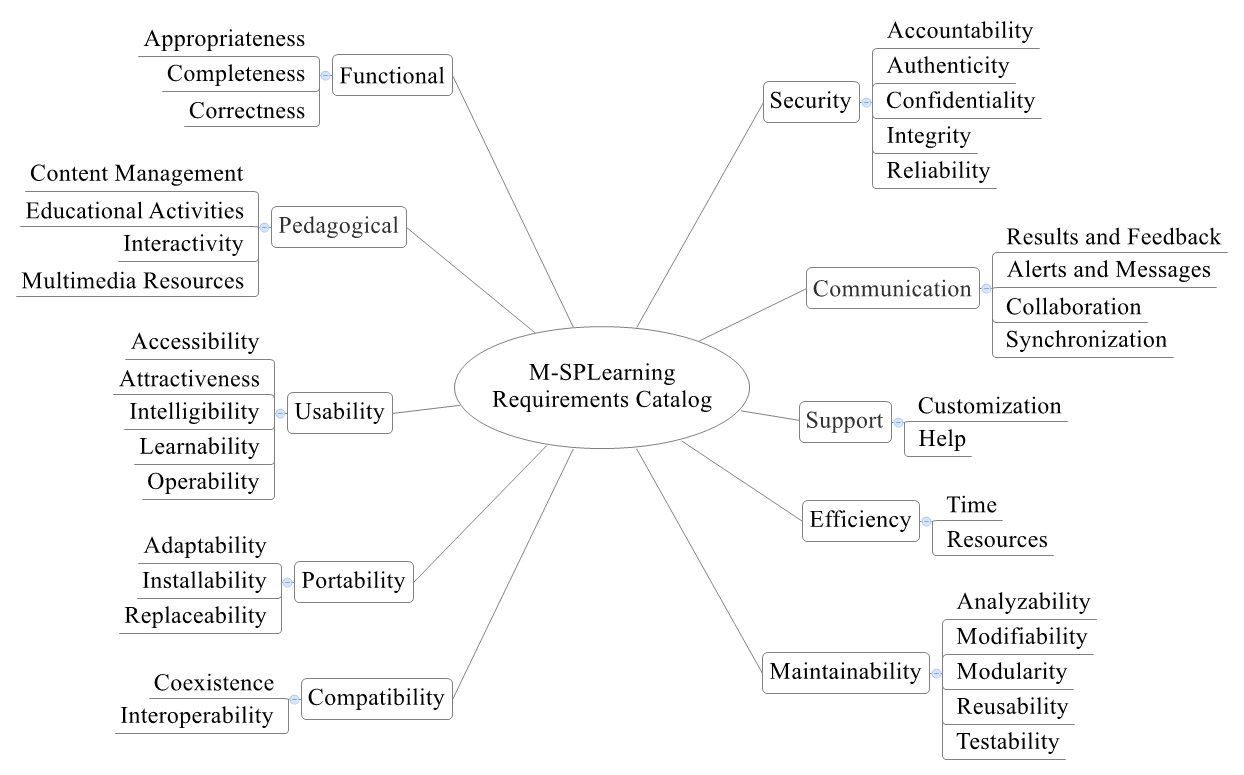 Appropriateness
Completeness
Correctness
Functional
Content Management
Educational Activities
Interactivity
Multimedia Resources
Pedagogical
Accessibility
Attractiveness
Intelligibility
Learnability
Operability
Usability
Adaptability
Installability
Replaceability
Portability
Coexistence
Interoperability
Compatibility
M-SPLearning
Requirements Catalog
Security
Accountability
Authenticity
Confidentiality
Integrity
Reliability
Communication
Results and Feedback
Alerts and Messages
Collaboration
Synchronization
Support
Customization
Help
Efficiency
Time
Resources
Maintainability
Analyzability
Modifiability
Modularity
Reusability
Testability